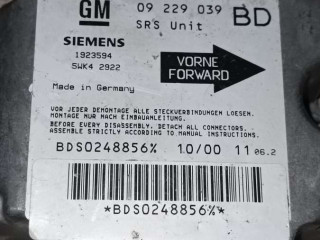 GM 09 229 039 BD
SRS Unit
SIEMENS
1923594
5WK4 2922
VORNE
FORWARD
Made in Germany
VOR JEDER DEMONTAGE ALLE STECKVERBINDUNGEN LOESEN.
MONTAGE NUR NACH EINBAUANLEITUNG.
BEFORE EVERY DISASSEMBLY, DETACH ALL CONNECTORS.
ASSEMBLE STRICTLY ACCORDING TO MANUAL INSTRUCTIONS.
BDS0248856% 10/00 11 06.2
*BDS0248856%*